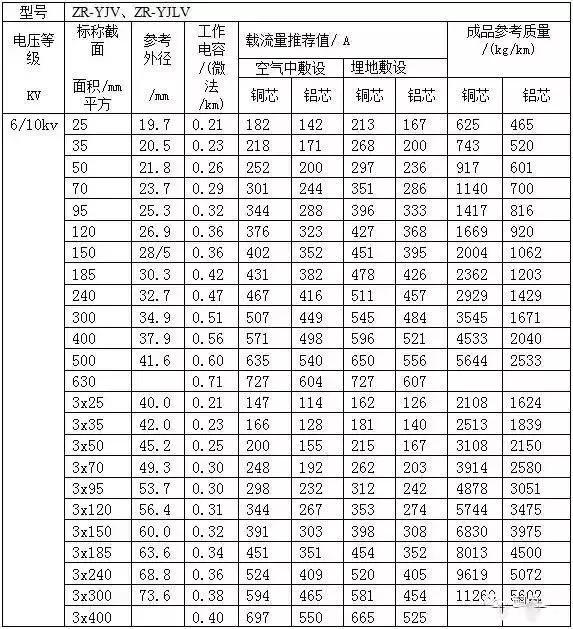 型号 ZR-YJV、ZR-YJLV
电压等级 KV 标称截面 面积/mm平方 参考外径 /mm 工作电容/(微法/km) 载流量推荐值/ A 成品参考质量/(kg/km)
空气中敷设 埋地敷设
铜芯 铝芯 铜芯 铝芯 铜芯 铝芯
6/10kv 25 19.7 0.21 182 142 213 167 625 465
35 20.5 0.23 218 171 268 200 743 520
50 21.8 0.26 252 200 297 236 917 601
70 23.7 0.29 301 244 351 286 1140 700
95 25.3 0.32 344 288 396 333 1417 816
120 26.9 0.36 376 323 427 368 1669 920
150 28/5 0.36 402 352 451 395 2004 1062
185 30.3 0.42 431 382 478 426 2362 1203
240 32.7 0.47 467 416 511 457 2929 1429
300 34.9 0.51 507 449 545 484 3545 1671
400 37.9 0.56 571 498 596 521 4533 2040
500 41.6 0.60 635 540 650 556 5644 2533
630 0.71 727 604 727 607
3x25 40.0 0.21 147 114 162 126 2108 1624
3x35 42.0 0.23 166 128 181 140 2513 1839
3x50 45.2 0.25 200 155 215 167 3108 2150
3x70 49.3 0.30 248 192 262 203 3914 2580
3x95 53.7 0.30 298 232 312 242 4878 3051
3x120 56.4 0.31 344 267 353 274 5744 3475
3x150 60.0 0.32 391 303 398 308 6830 3975
3x185 63.6 0.34 451 351 454 352 8013 4500
3x240 68.8 0.36 524 409 520 405 9619 5072
3x300 73.6 0.38 594 465 581 454 11260 5602
3x400 0.40 697 550 665 525